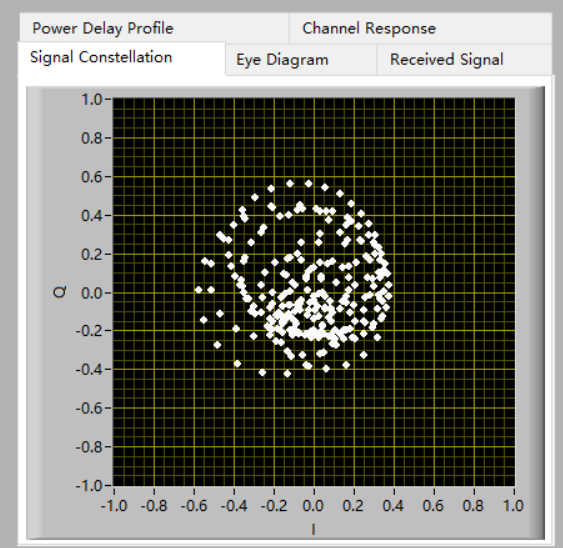 Power Delay Profile Channel Response
Signal Constellation Eye Diagram Received Signal
1.0
0.8
0.6
0.4
0.2
0.0
-0.2
-0.4
-0.6
-0.8
-1.0
Q
-1.0 -0.8 -0.6 -0.4 -0.2 0.0 0.2 0.4 0.6 0.8 1.0
I